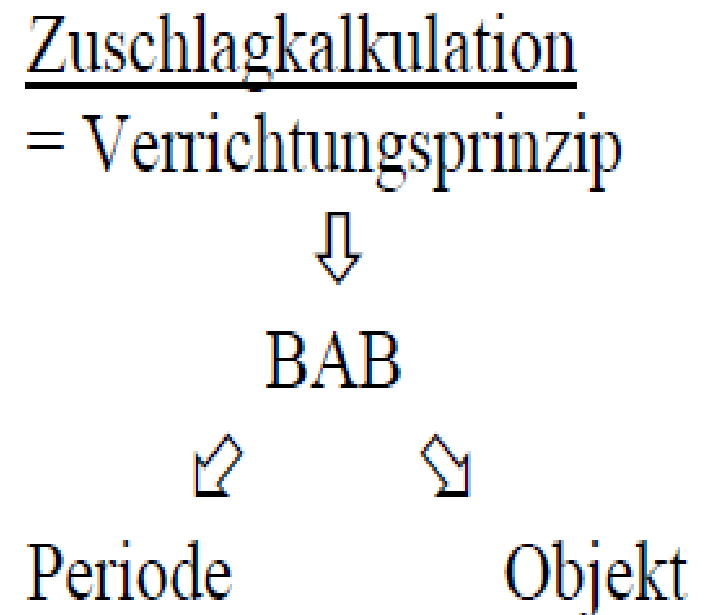 Zuschlagkalkulation
= Verrichtungsprinzip
BAB
Periode Objekt